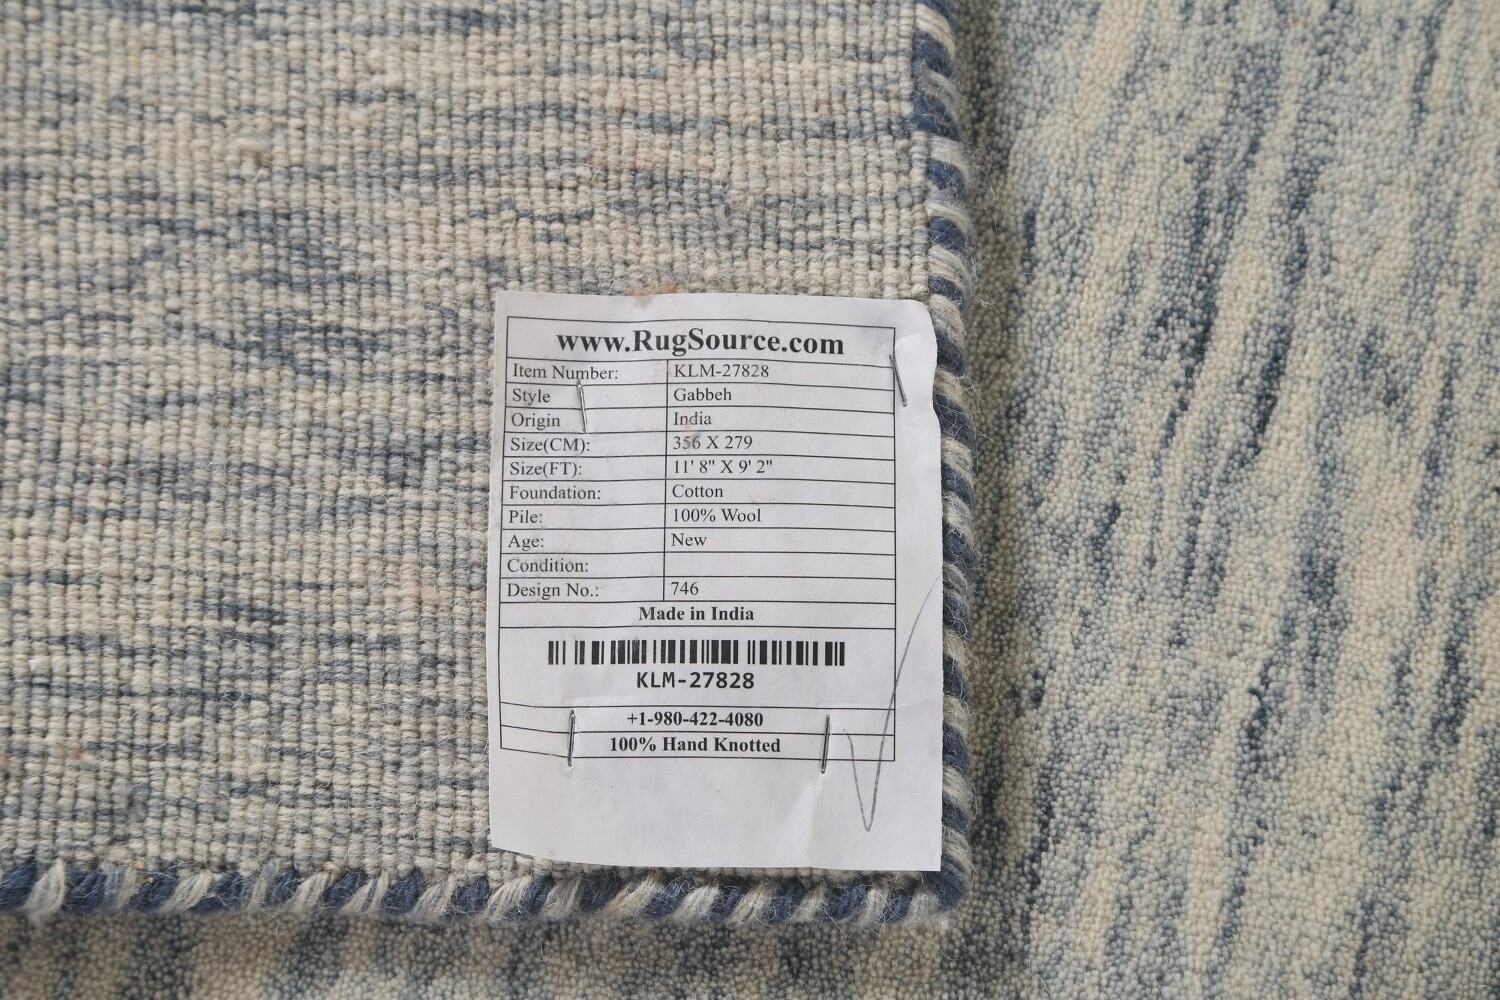 www.RugSource.com
Item Number: KLM-27828
Style Gabbeh
Origin India
Size(CM): 356 X 279
Size(FT): 11' 8" X 9' 2"
Foundation: Cotton
Pile: 100% Wool
Age: New
Condition:
Design No.: 746
Made in India
KLM-27828
+1-980-422-4080
100% Hand Knotted